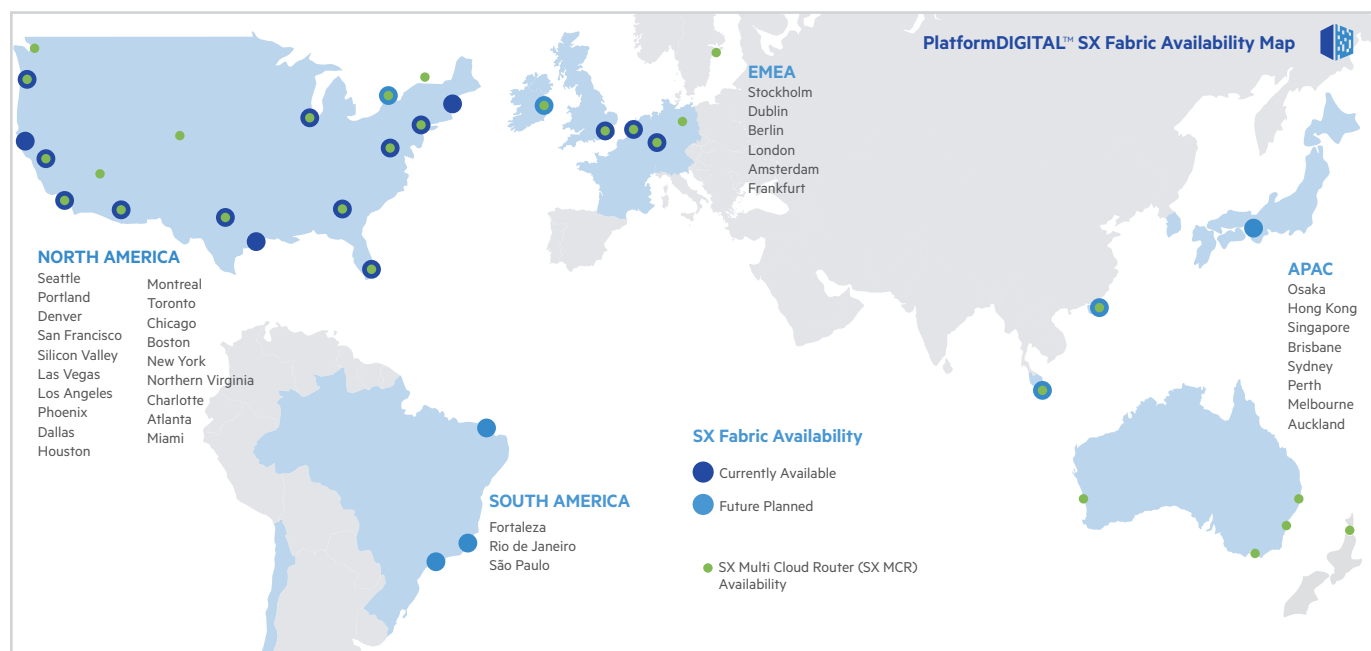 PlatformDIGITAL™ SX Fabric Availability Map
EMEA
Stockholm
Dublin
Berlin
London
Amsterdam
Frankfurt
NORTH AMERICA
Seattle
Portland
Denver
San Francisco
Silicon Valley
Las Vegas
Los Angeles
Phoenix
Dallas
Houston
Montreal
Toronto
Chicago
Boston
New York
Northern Virginia
Charlotte
Atlanta
Miami
APAC
Osaka
Hong Kong
Singapore
Brisbane
Sydney
Perth
Melbourne
Auckland
SOUTH AMERICA
Fortaleza
Rio de Janeiro
São Paulo
SX Fabric Availability
Currently Available
Future Planned
SX Multi Cloud Router (SX MCR)
Availability